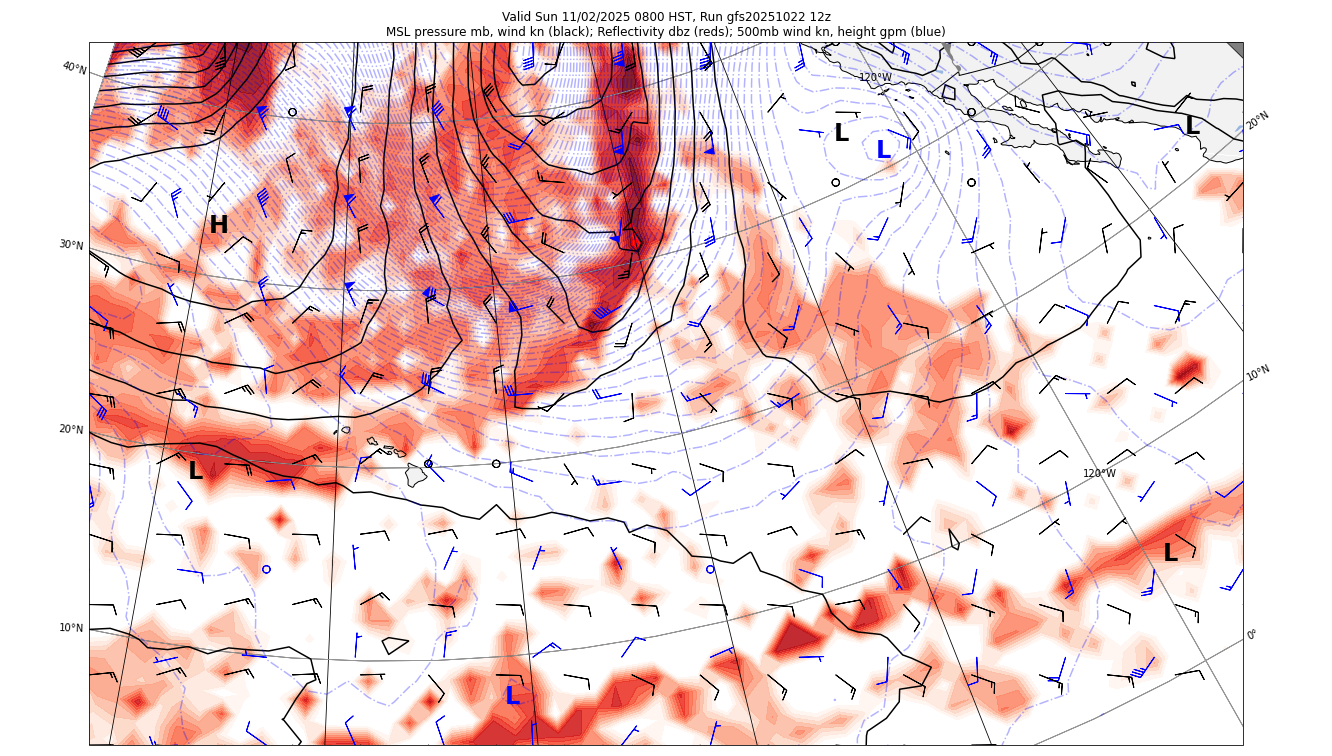 Valid Sun 11/02/2025 0800 HST, Run gfs20251022 12z
MSL pressure mb, wind kn (black); Reflectivity dbz (reds); 500mb wind kn, height gpm (blue)
40°N
120°W
20°N
L
L
L
H
30°N
10°N
20°N
L
120°W
L
10°N
0°
L